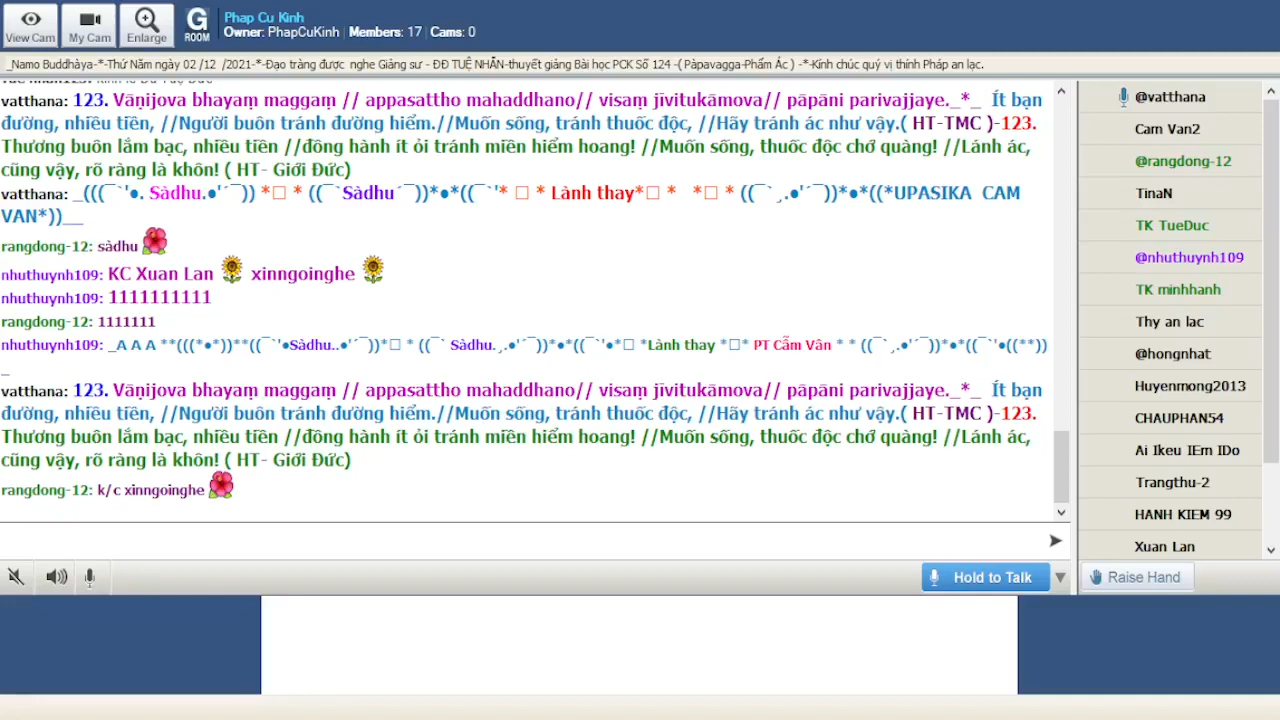 View Cam
My Cam
Enlarge
G
ROOM
Phap Cu Kinh
Owner: PhapCuKinh | Members: 17 | Cams: 0
_Namo Buddhàya-*-Thứ Năm ngày 02 /12 /2021-*-Đạo tràng được nghe Giảng sư - ĐĐ TUỆ NHẪN-thuyết giảng Bài học PCK Số 124 -( Pàpavagga-Phẩm Ác ) -*-Kính chúc quý vị thính Pháp an lạc.
vatthana: 123. Vāṇijova bhayaṃ maggaṃ // appasattho mahaddhano// visaṃ jīvitukāmova// pāpāni parivajjaye._*_ Ít bạn
đường, nhiều tiền, //Người buôn tránh đường hiểm.//Muốn sống, tránh thuốc độc, //Hãy tránh ác như vậy.( HT-TMC )-123.
Thương buôn lắm bạc, nhiều tiền //đồng hành ít ỏi tránh miền hiểm hoang! //Muốn sống, thuốc độc chớ quàng! //Lánh ác,
cũng vậy, rõ ràng là khôn! ( HT- Giới Đức)
vatthana: _(((¯`'●. Sàdhu.●'´¯)) *□ * ((¯`Sàdhu´¯))*●*((¯`'* □ * Lành thay*□ * *□ * ((¯`¸.●'´¯))*●*((*UPASIKA CAM
VAN*))__
rangdong-12: sàdhu
nhuthuynh109: KC Xuan Lan xinngoinghe
nhuthuynh109: 1111111111
rangdong-12: 1111111
nhuthuynh109: _A A A **(((*●*))**((¯`'●Sàdhu..●'´¯))*□ * ((¯` Sàdhu.¸.●'´¯))*●*((¯`'●*□ *Lành thay *□* PT Cẩm Vân * * ((¯`¸.●'´¯))*●*((¯`'●((**))
_
vatthana: 123. Vāṇijova bhayaṃ maggaṃ // appasattho mahaddhano// visaṃ jīvitukāmova// pāpāni parivajjaye._*_ Ít bạn
đường, nhiều tiền, //Người buôn tránh đường hiểm.//Muốn sống, tránh thuốc độc, //Hãy tránh ác như vậy.( HT-TMC )-123.
Thương buôn lắm bạc, nhiều tiền //đồng hành ít ỏi tránh miền hiểm hoang! //Muốn sống, thuốc độc chớ quàng! //Lánh ác,
cũng vậy, rõ ràng là khôn! ( HT- Giới Đức)
rangdong-12: k/c xinngoinghe
@vatthana
Cam Van2
@rangdong-12
TinaN
TK TueDuc
@nhuthuynh109
TK minhhanh
Thy an lac
@hongnhat
Huyenmong2013
CHAUPHAN54
Ai Ikeu IEm IDo
Trangthu-2
HANH KIEM 99
Xuan Lan
Hold to Talk
Raise Hand